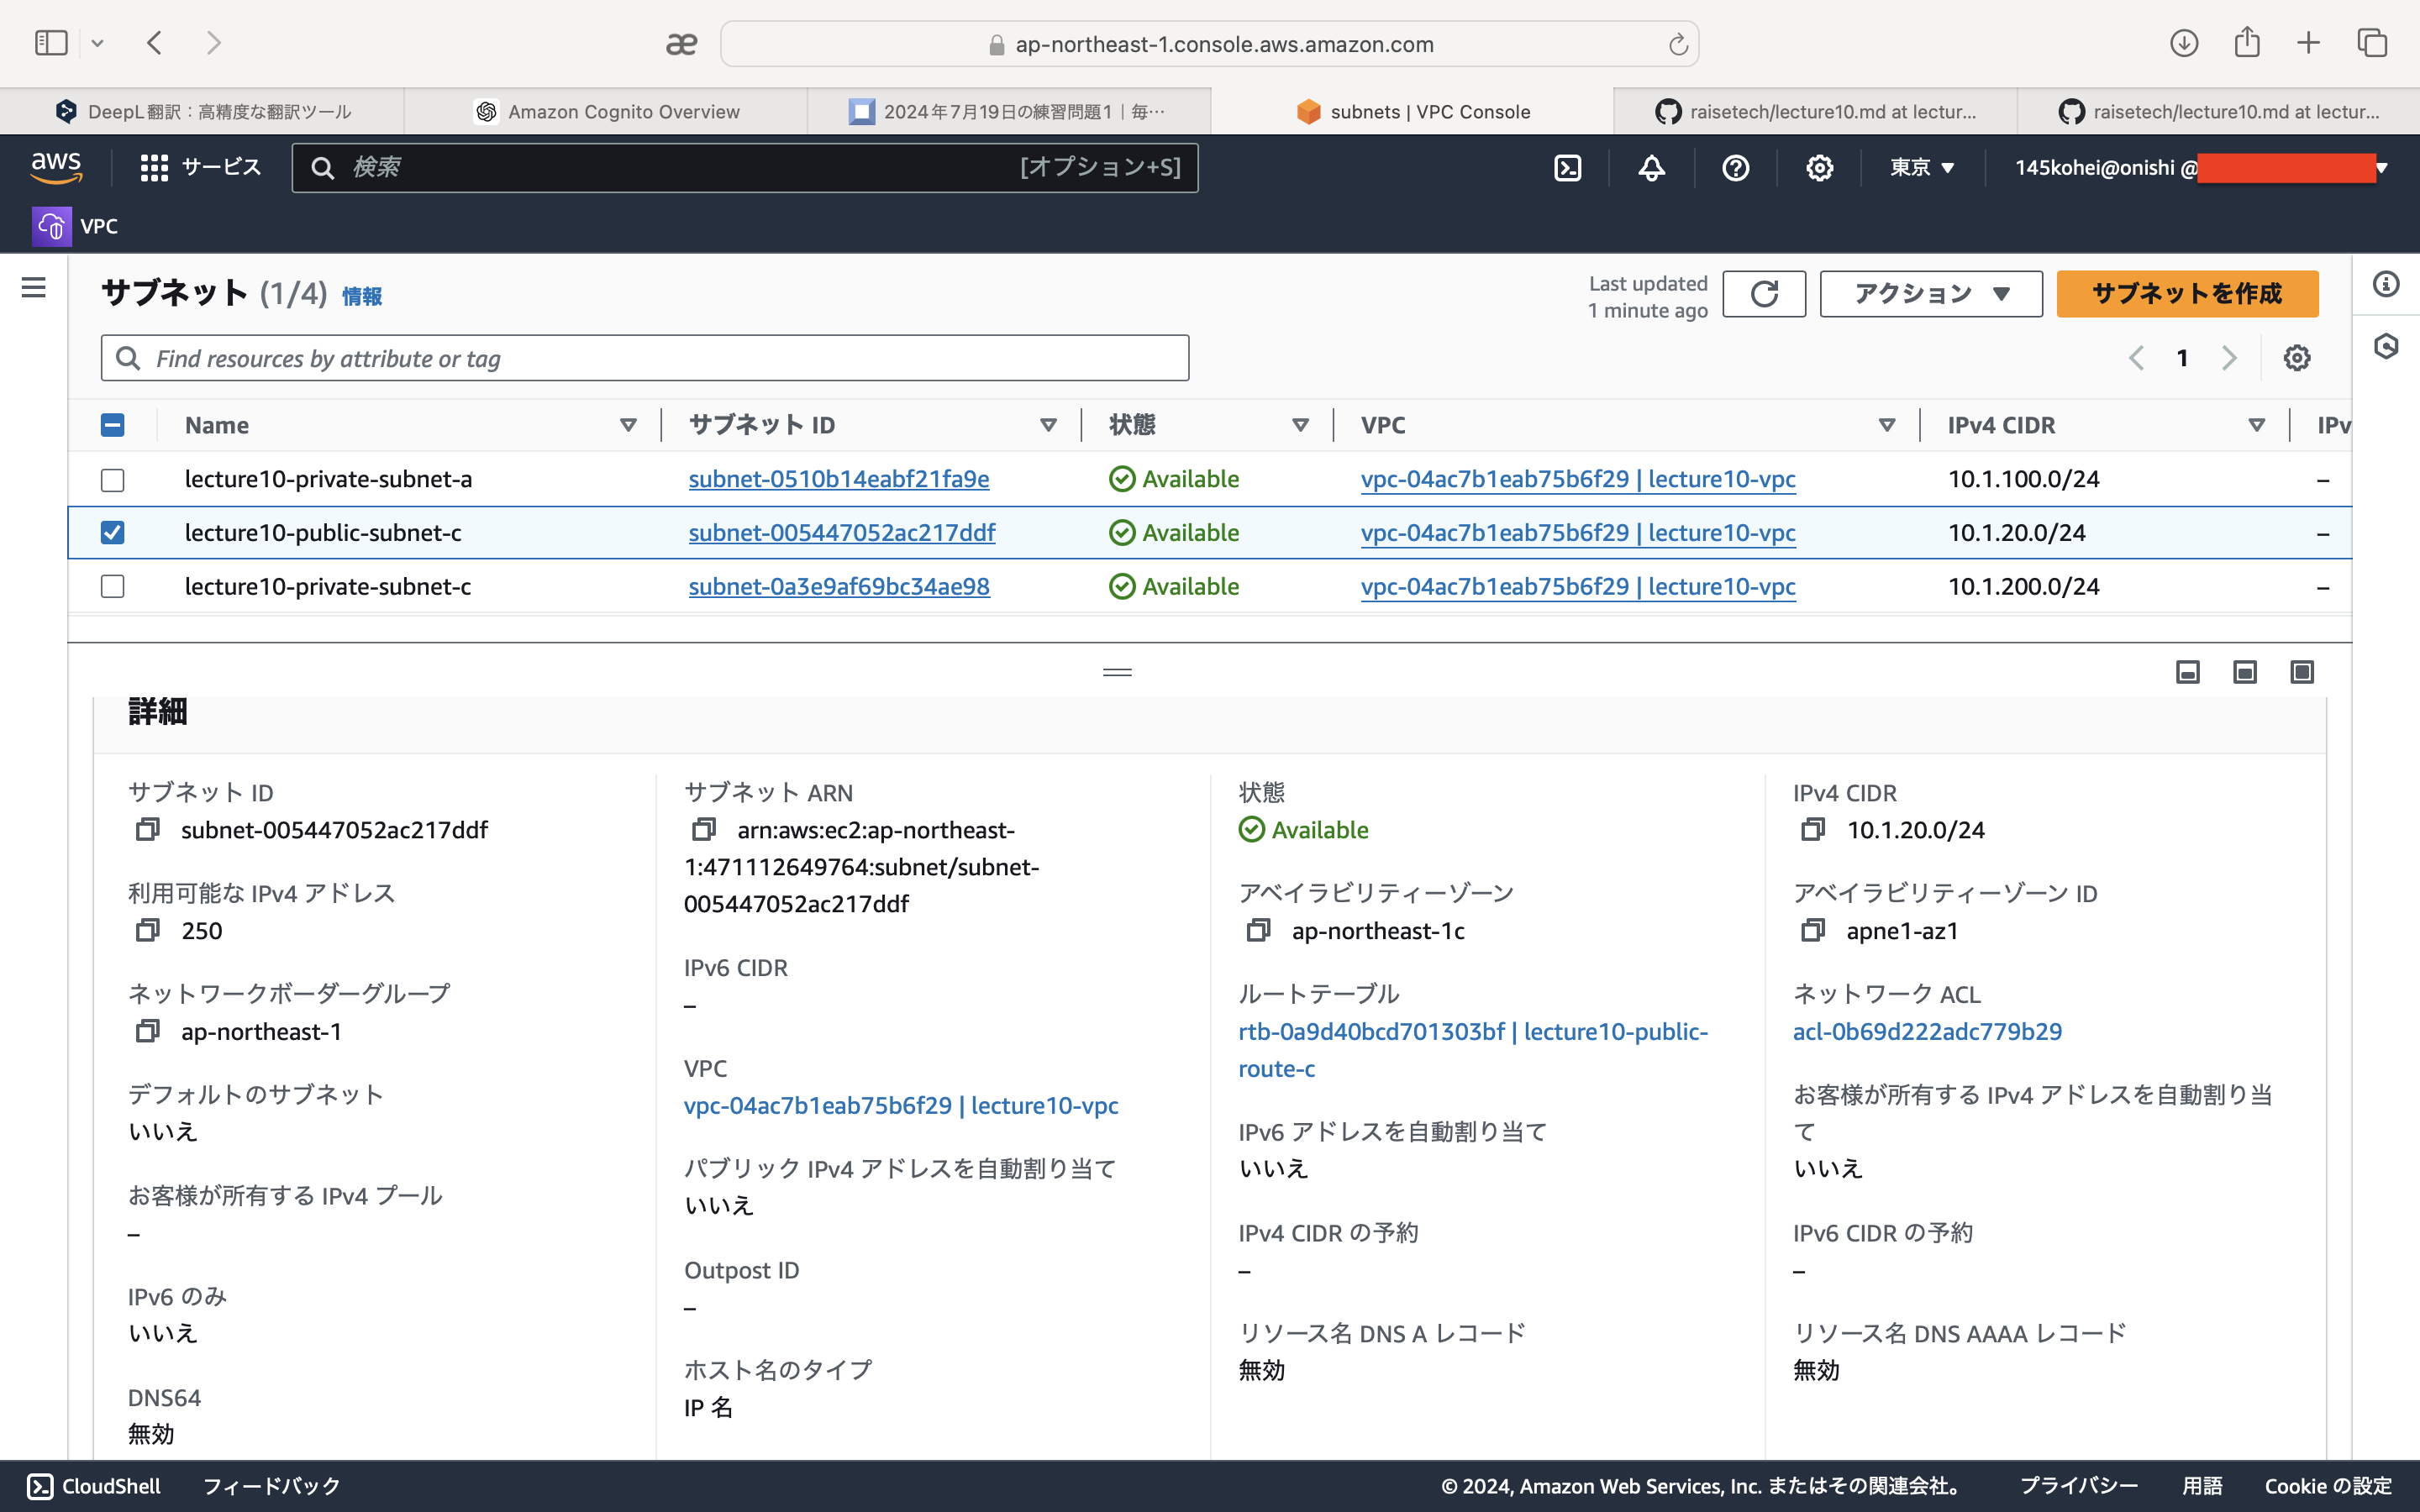 ap-northeast-1.console.aws.amazon.com
DeepL 翻訳：高精度な翻訳ツール
Amazon Cognito Overview
2024年7月19日の練習問題1｜毎…
subnets | VPC Console
raisetech/lecture10.md at lectur...
raisetech/lecture10.md at lectur...
aws
サービス
検索
[オプション+S]
東京
145kohei@onishi @
VPC
サブネット (1/4) 情報
Last updated
1 minute ago
アクション
サブネットを作成
Find resources by attribute or tag
1
Name
サブネット ID
状態
VPC
IPv4 CIDR
IPv
lecture10-private-subnet-a
subnet-0510b14eabf21fa9e
Available
vpc-04ac7b1eab75b6f29 | lecture10-vpc
10.1.100.0/24
–
lecture10-public-subnet-c
subnet-005447052ac217ddf
Available
vpc-04ac7b1eab75b6f29 | lecture10-vpc
10.1.20.0/24
–
lecture10-private-subnet-c
subnet-0a3e9af69bc34ae98
Available
vpc-04ac7b1eab75b6f29 | lecture10-vpc
10.1.200.0/24
–
詳細
サブネット ID
subnet-005447052ac217ddf
利用可能な IPv4 アドレス
250
ネットワークボーダーグループ
ap-northeast-1
デフォルトのサブネット
いいえ
お客様が所有する IPv4 プール
–
IPv6 のみ
いいえ
DNS64
無効
サブネット ARN
arn:aws:ec2:ap-northeast-
1:471112649764:subnet/subnet-
005447052ac217ddf
IPv6 CIDR
–
VPC
vpc-04ac7b1eab75b6f29 | lecture10-vpc
パブリック IPv4 アドレスを自動割り当て
いいえ
Outpost ID
–
ホスト名のタイプ
IP 名
状態
Available
アベイラビリティーゾーン
ap-northeast-1c
ルートテーブル
rtb-0a9d40bcd701303bf | lecture10-public-
route-c
IPv6 アドレスを自動割り当て
いいえ
IPv4 CIDR の予約
–
リソース名 DNS A レコード
無効
IPv4 CIDR
10.1.20.0/24
アベイラビリティーゾーン ID
apne1-az1
ネットワーク ACL
acl-0b69d222adc779b29
お客様が所有する IPv4 アドレスを自動割り当
て
いいえ
IPv6 CIDR の予約
–
リソース名 DNS AAAA レコード
無効
CloudShell
フィードバック
© 2024, Amazon Web Services, Inc. またはその関連会社。
プライバシー
用語
Cookie の設定